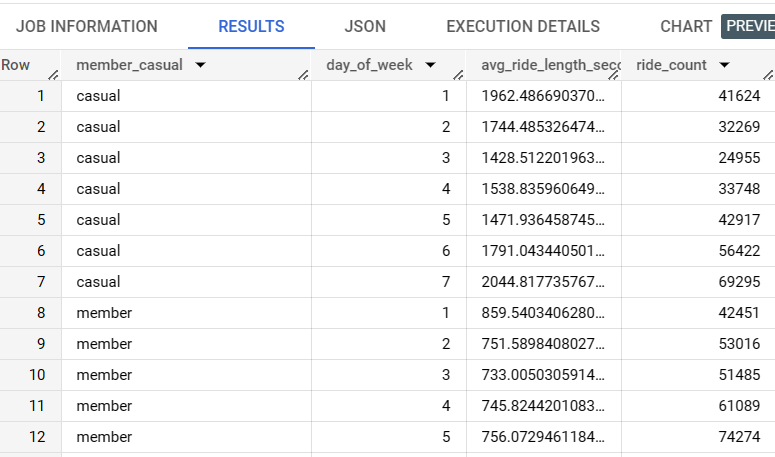 JOB INFORMATION RESULTS JSON EXECUTION DETAILS CHART PREVIE
Row member_casual day_of_week avg_ride_length_seco ride_count
1 casual 1 1962.486690370... 41624
2 casual 2 1744.485326474... 32269
3 casual 3 1428.512201963... 24955
4 casual 4 1538.835960649... 33748
5 casual 5 1471.936458745... 42917
6 casual 6 1791.043440501... 56422
7 casual 7 2044.817735767... 69295
8 member 1 859.5403406280... 42451
9 member 2 751.5898408027... 53016
10 member 3 733.0050305914... 51485
11 member 4 745.8244201083... 61089
12 member 5 756.0729461184... 74274